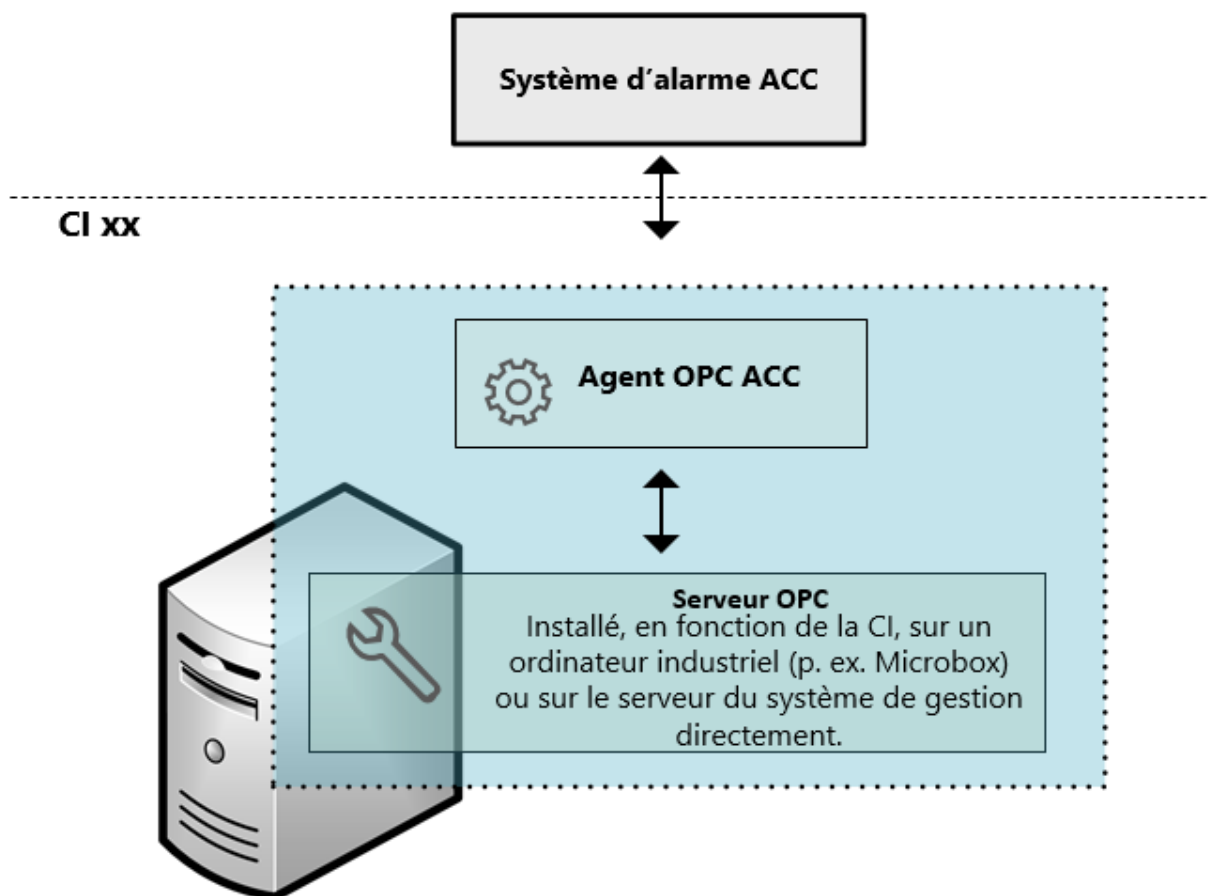 Système d’alarme ACC
CI xx
Agent OPC ACC
Serveur OPC
Installé, en fonction de la CI, sur un
ordinateur industriel (p. ex. Microbox)
ou sur le serveur du système de gestion
directement.